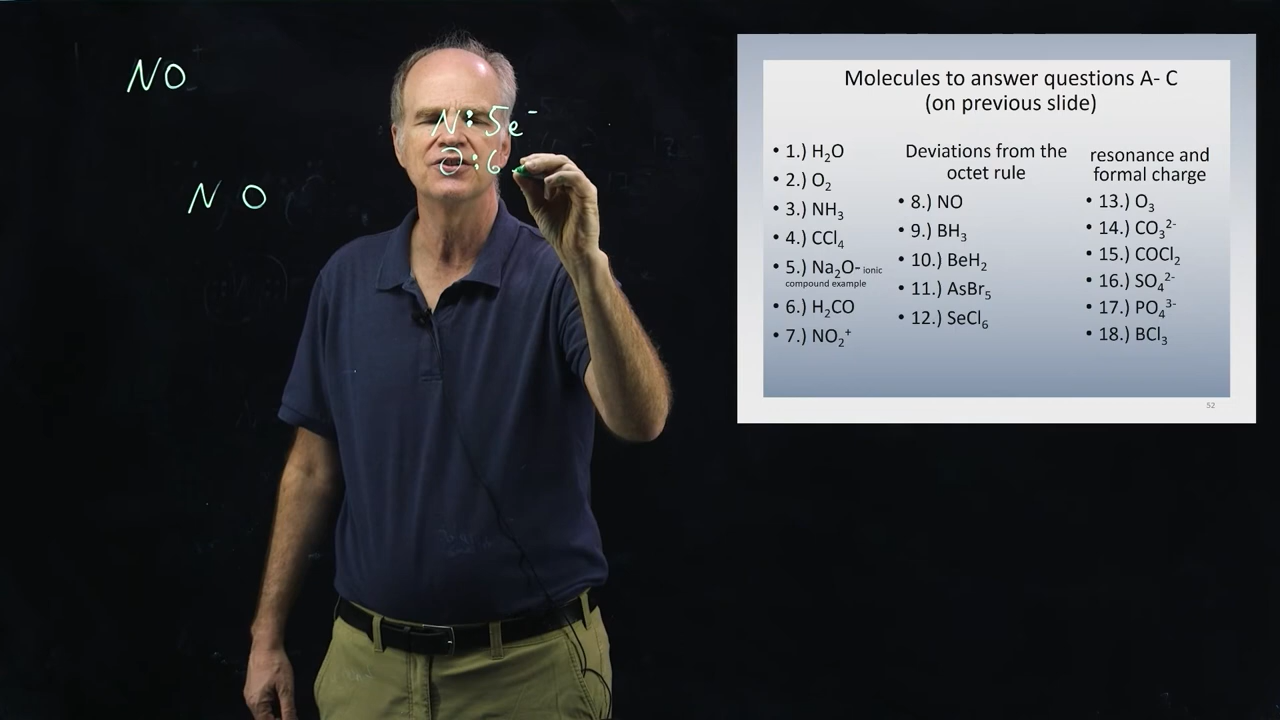 NO
N O
N: 5e⁻
O: 6
Molecules to answer questions A- C
(on previous slide)
• 1.) H₂O
• 2.) O₂
• 3.) NH₃
• 4.) CCl₄
• 5.) Na₂O- ionic
compound example
• 6.) H₂CO
• 7.) NO₂⁺
Deviations from the
octet rule
• 8.) NO
• 9.) BH₃
• 10.) BeH₂
• 11.) AsBr₅
• 12.) SeCl₆
resonance and
formal charge
• 13.) O₃
• 14.) CO₃²⁻
• 15.) COCl₂
• 16.) SO₄²⁻
• 17.) PO₄³⁻
• 18.) BCl₃
52